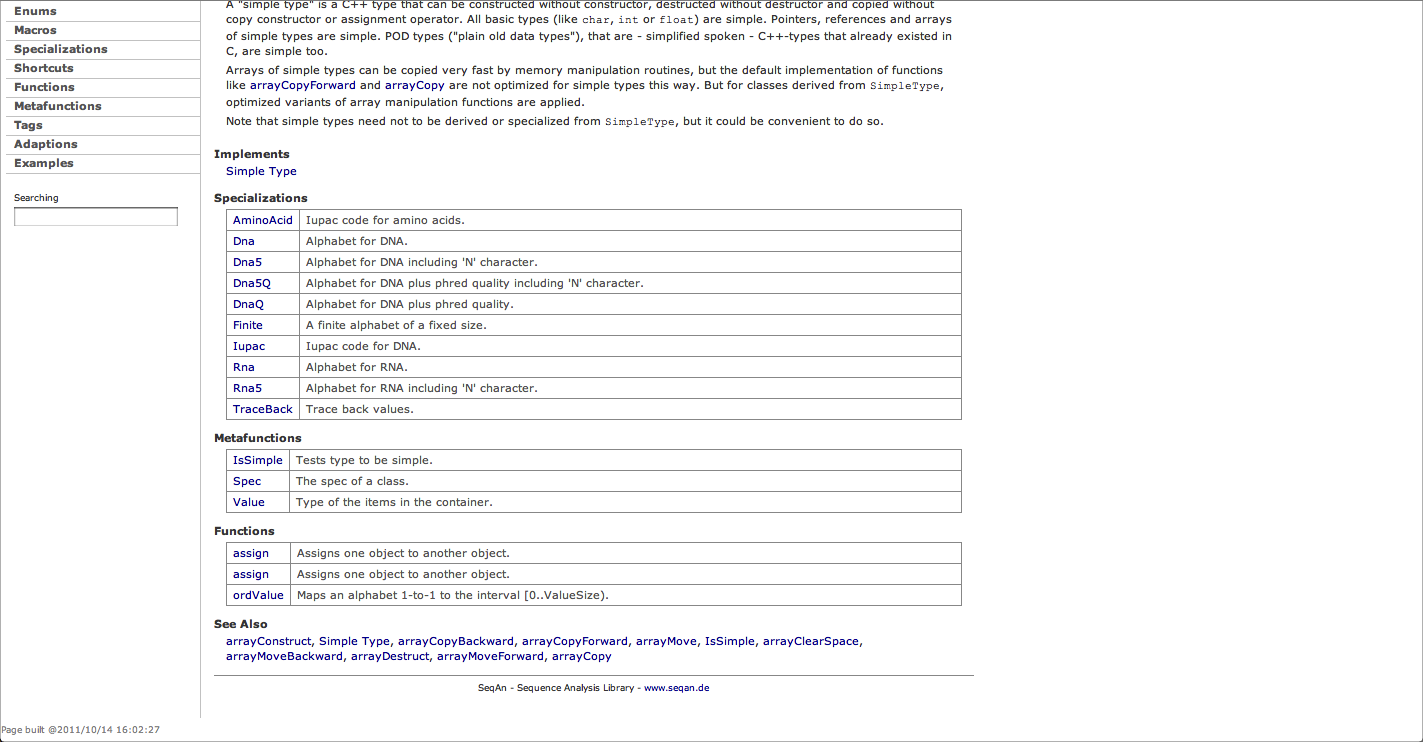 Enums
Macros
Specializations
Shortcuts
Functions
Metafunctions
Tags
Adaptions
Examples
Searching
A "simple type" is a C++ type that can be constructed without constructor, destructed without destructor and copied without
copy constructor or assignment operator. All basic types (like char, int or float) are simple. Pointers, references and arrays
of simple types are simple. POD types ("plain old data types"), that are - simplified spoken - C++-types that already existed in
C, are simple too.
Arrays of simple types can be copied very fast by memory manipulation routines, but the default implementation of functions
like arrayCopyForward and arrayCopy are not optimized for simple types this way. But for classes derived from SimpleType,
optimized variants of array manipulation functions are applied.
Note that simple types need not to be derived or specialized from SimpleType, but it could be convenient to do so.
Implements
Simple Type
Specializations
AminoAcid Iupac code for amino acids.
Dna Alphabet for DNA.
Dna5 Alphabet for DNA including 'N' character.
Dna5Q Alphabet for DNA plus phred quality including 'N' character.
DnaQ Alphabet for DNA plus phred quality.
Finite A finite alphabet of a fixed size.
Iupac Iupac code for DNA.
Rna Alphabet for RNA.
Rna5 Alphabet for RNA including 'N' character.
TraceBack Trace back values.
Metafunctions
IsSimple Tests type to be simple.
Spec The spec of a class.
Value Type of the items in the container.
Functions
assign Assigns one object to another object.
assign Assigns one object to another object.
ordValue Maps an alphabet 1-to-1 to the interval [0..ValueSize).
See Also
arrayConstruct, Simple Type, arrayCopyBackward, arrayCopyForward, arrayMove, IsSimple, arrayClearSpace,
arrayMoveBackward, arrayDestruct, arrayMoveForward, arrayCopy
SeqAn - Sequence Analysis Library - www.seqan.de
Page built @2011/10/14 16:02:27